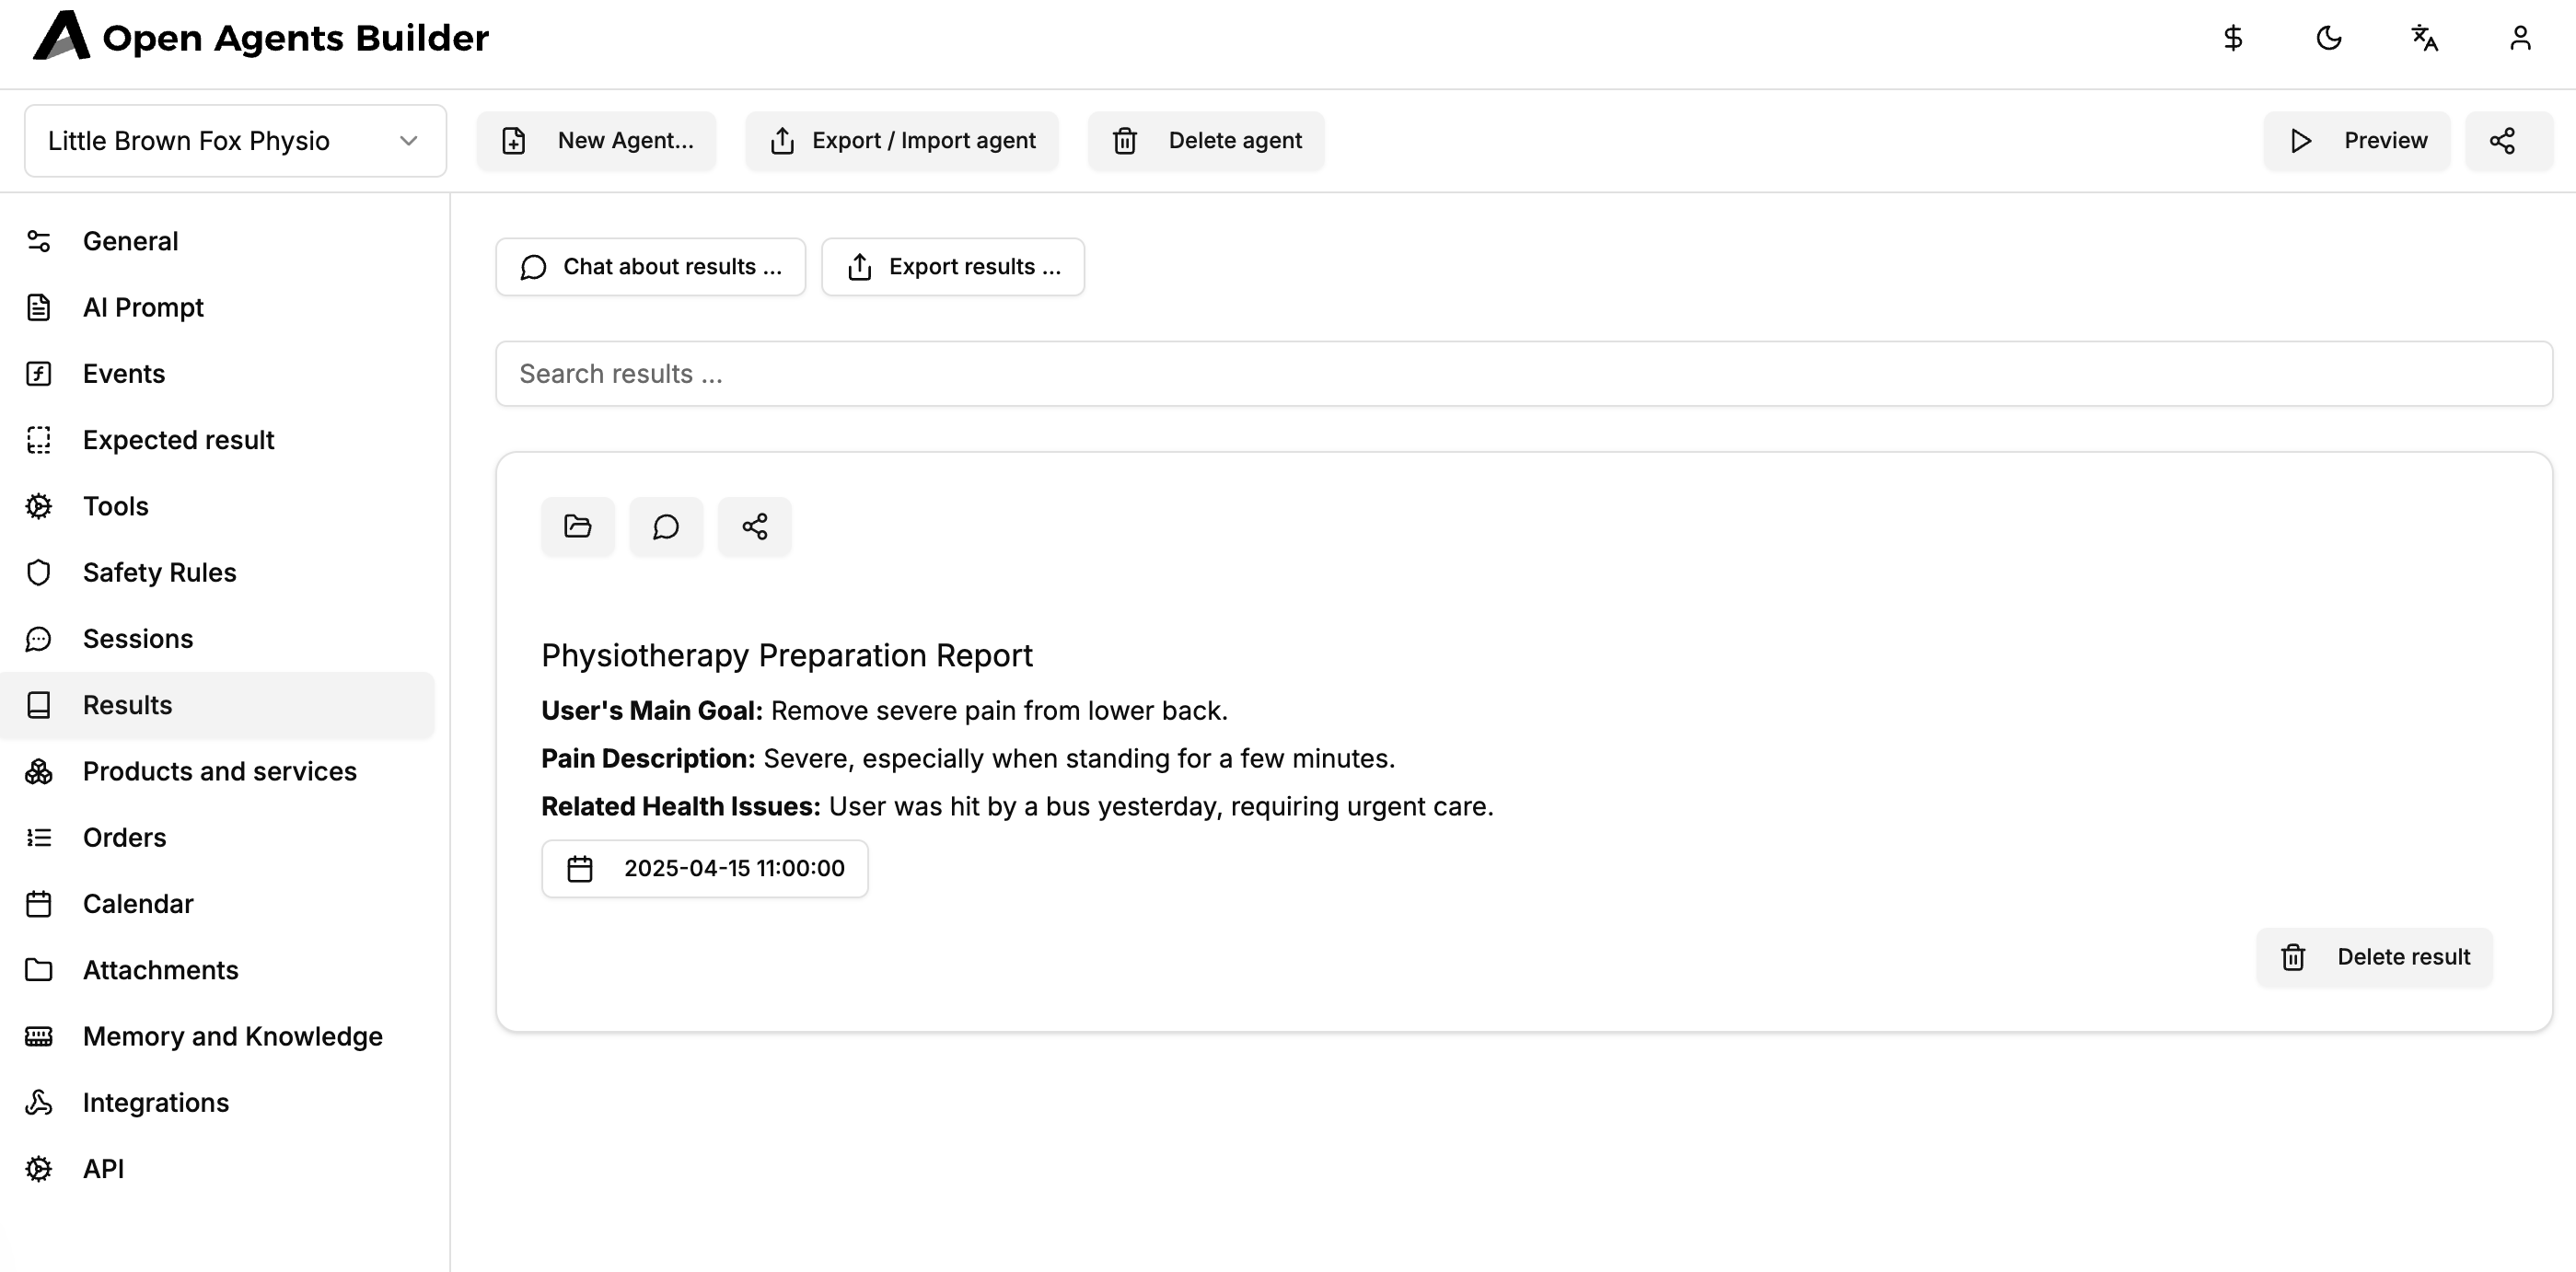 Open Agents Builder
Little Brown Fox Physio
New Agent...
Export / Import agent
Delete agent
Preview
General
AI Prompt
Events
Expected result
Tools
Safety Rules
Sessions
Results
Products and services
Orders
Calendar
Attachments
Memory and Knowledge
Integrations
API
Chat about results ...
Export results ...
Search results ...
Physiotherapy Preparation Report
User's Main Goal: Remove severe pain from lower back.
Pain Description: Severe, especially when standing for a few minutes.
Related Health Issues: User was hit by a bus yesterday, requiring urgent care.
2025-04-15 11:00:00
Delete result